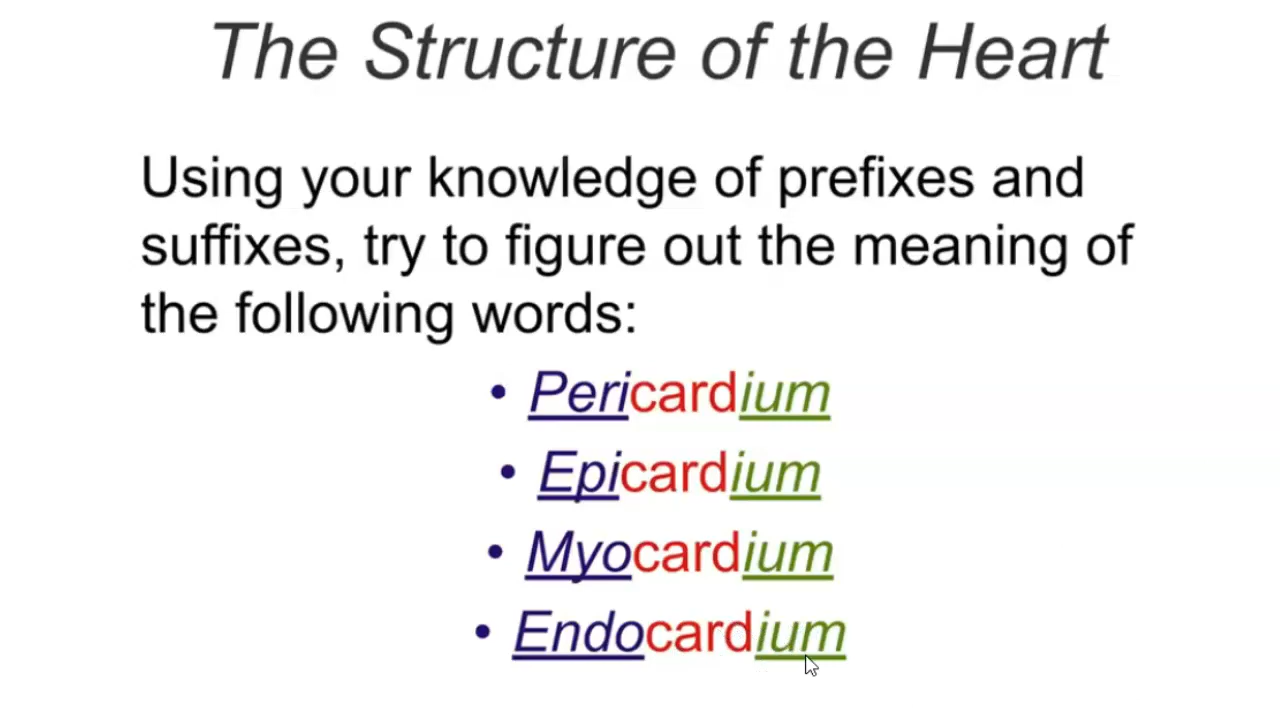 The Structure of the Heart
Using your knowledge of prefixes and
suffixes, try to figure out the meaning of
the following words:
• Pericardium
• Epicardium
• Myocardium
• Endocardium